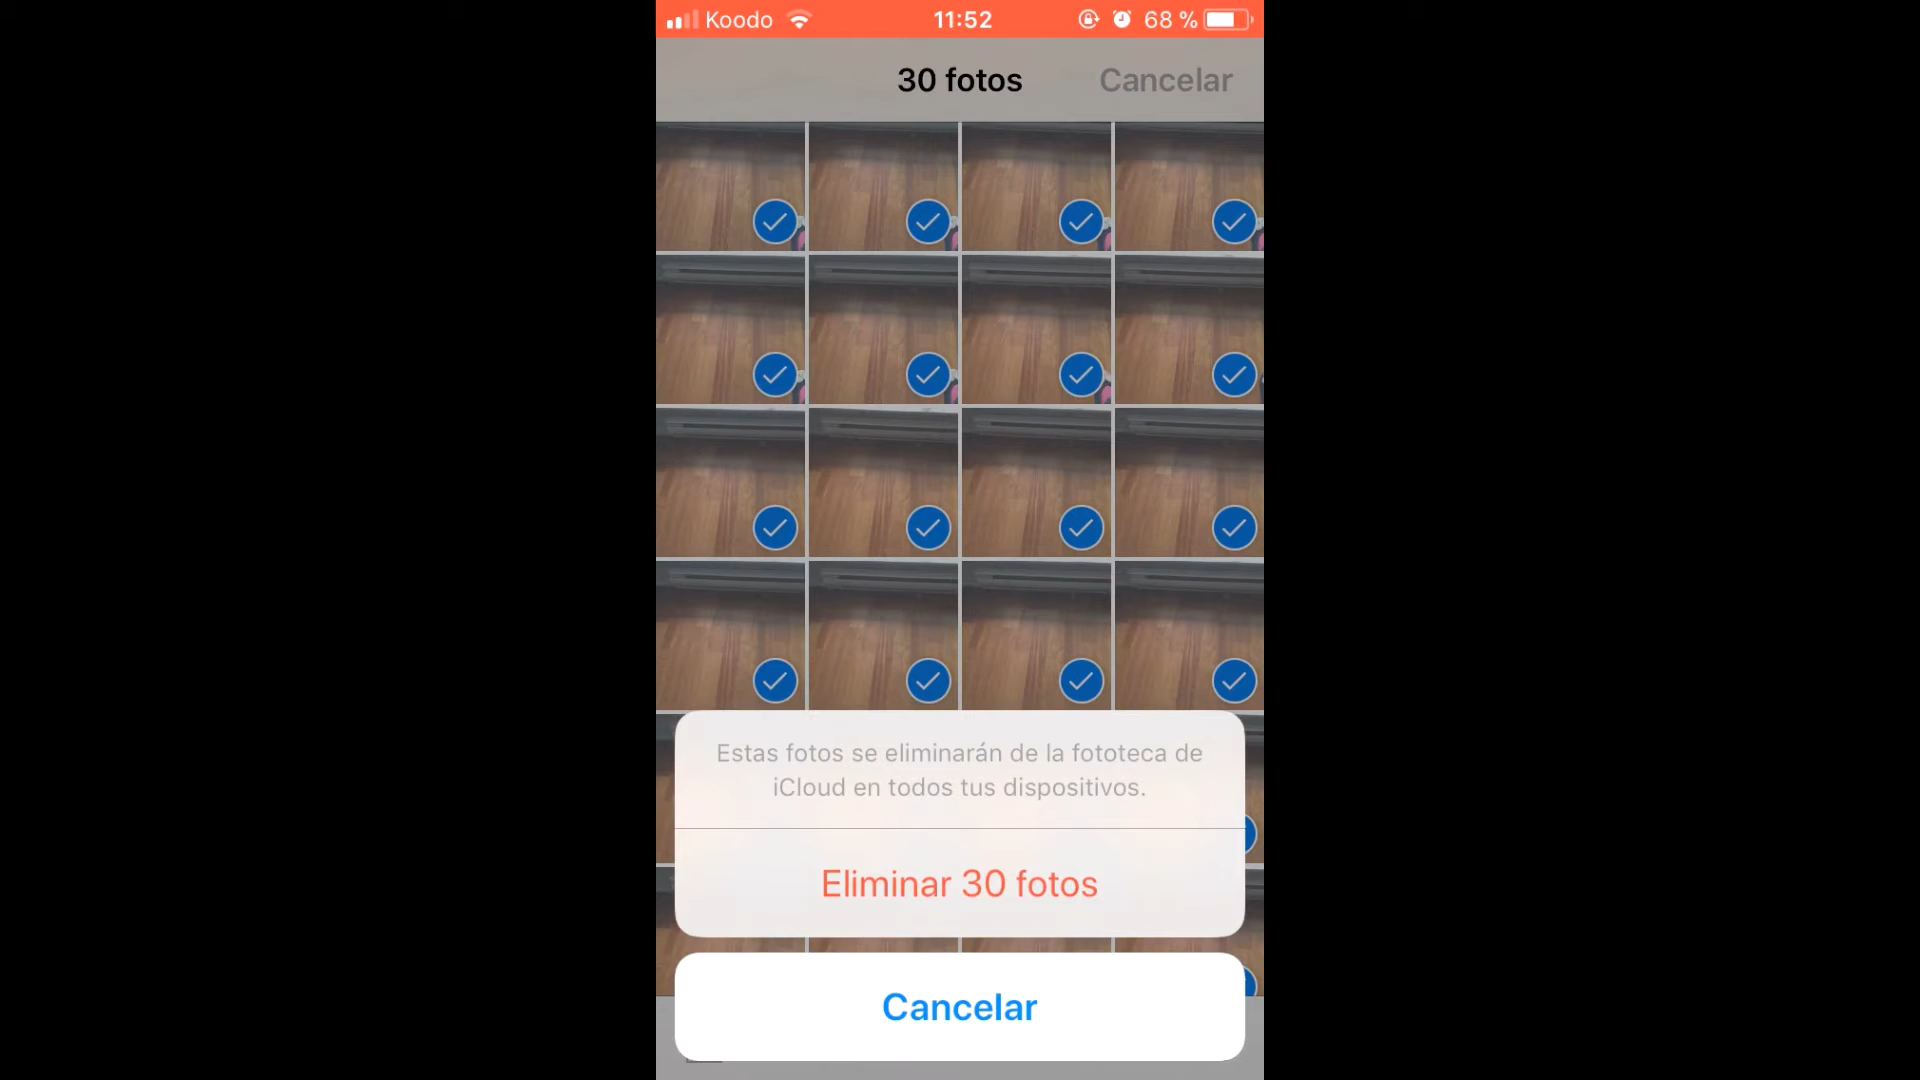 Koodo 11:52 68 %
30 fotos Cancelar
Estas fotos se eliminarán de la fototeca de
iCloud en todos tus dispositivos.
Eliminar 30 fotos
Cancelar